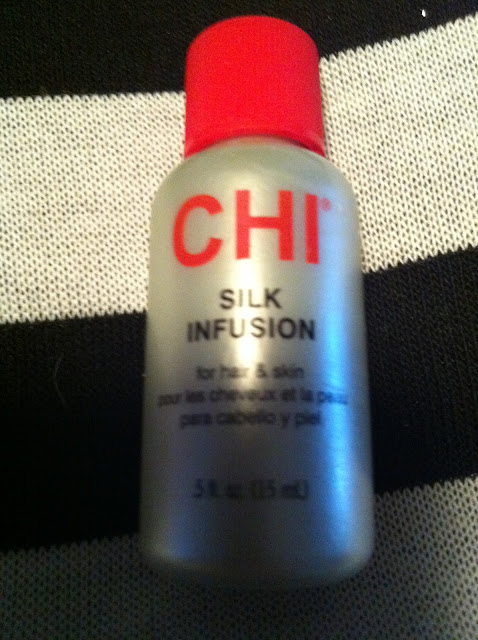 CHI®
SILK
INFUSION
for hair & skin
pour les cheveux et la peau
para cabello y piel
.5 fl. oz. (15 mL)